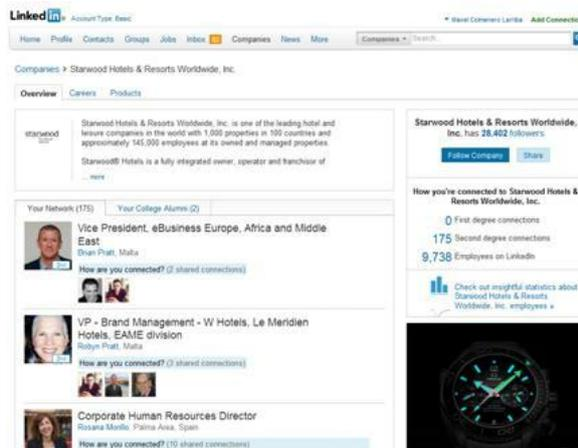 Linked in
Account Type: Basic
Add Connections
Home Profile Contacts Groups Jobs Inbox Companies News More
Companies Search...
Companies > Starwood Hotels & Resorts Worldwide, Inc.
Overview Careers Products
starwood
Starwood Hotels & Resorts Worldwide, Inc. is one of the leading hotel and
leisure companies in the world with 1,000 properties in 100 countries and
approximately 145,000 employees at its owned and managed properties.
Starwood® Hotels is a fully integrated owner, operator and franchisor of
... more
Starwood Hotels & Resorts Worldwide,
Inc. has 28,402 followers
Follow Company Share
Your Network (175) Your College Alumni (2)
Vice President, eBusiness Europe, Africa and Middle
East
Brian Pratt, Malta
2nd
How are you connected? (2 shared connections)
VP - Brand Management - W Hotels, Le Meridien
Hotels, EAME division
Robyn Pratt, Malta
2nd
How are you connected? (3 shared connections)
Corporate Human Resources Director
Rosana Morillo, Palma Area, Spain
How are you connected? (10 shared connections)
How you're connected to Starwood Hotels &
Resorts Worldwide, Inc.
0 First degree connections
175 Second degree connections
9,738 Employees on LinkedIn
Check out insightful statistics about
Starwood Hotels & Resorts
Worldwide, Inc. employees »